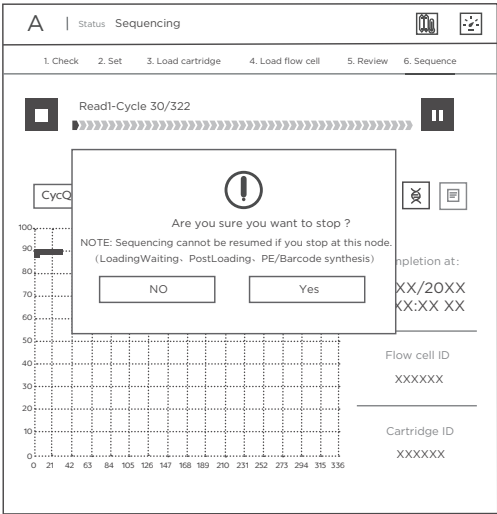 A | Status Sequencing
1. Check 2. Set 3. Load cartridge 4. Load flow cell 5. Review 6. Sequence
Read1-Cycle 30/322
CycQ
Are you sure you want to stop ?
NOTE: Sequencing cannot be resumed if you stop at this node.
(LoadingWaiting、PostLoading、PE/Barcode synthesis)
NO Yes
mpletion at:
XX/20XX
XX:XX XX
Flow cell ID
XXXXXX
Cartridge ID
XXXXXX
100
90
80
70
60
50
40
30
20
10
0
0 21 42 63 84 105 126 147 168 189 210 231 252 273 294 315 336